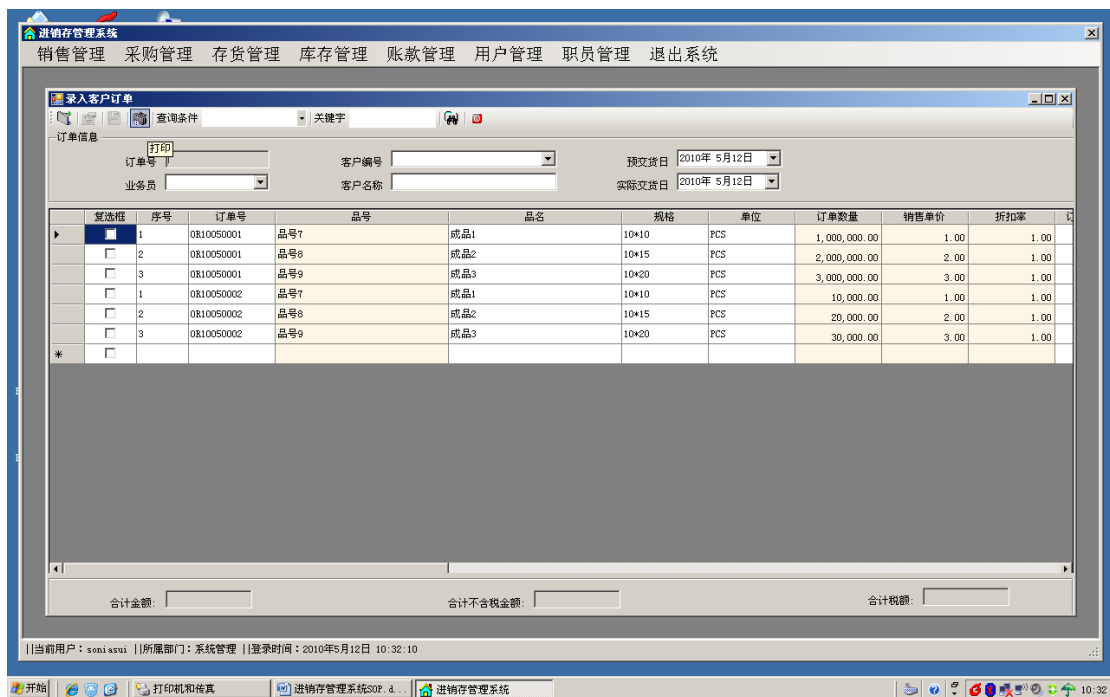 进销存管理系统
销售管理 采购管理 存货管理 库存管理 账款管理 用户管理 职员管理 退出系统
录入客户订单
查询条件 关键字
订单信息
打印
订单号 客户编号 预交货日 2010年 5月12日
业务员 客户名称 实际交货日 2010年 5月12日
复选框 序号 订单号 品号 品名 规格 单位 订单数量 销售单价 折扣率
1 OR10050001 品号7 成品1 10*10 PCS 1,000,000.00 1.00 1.00
2 OR10050001 品号8 成品2 10*15 PCS 2,000,000.00 2.00 1.00
3 OR10050001 品号9 成品3 10*20 PCS 3,000,000.00 3.00 1.00
1 OR10050002 品号7 成品1 10*10 PCS 10,000.00 1.00 1.00
2 OR10050002 品号8 成品2 10*15 PCS 20,000.00 2.00 1.00
3 OR10050002 品号9 成品3 10*20 PCS 30,000.00 3.00 1.00
合计金额: 合计不含税金额: 合计税额:
||当前用户：soniasui ||所属部门：系统管理 ||登录时间：2010年5月12日 10:32:10
开始 打印机和传真 进销存管理系统SOP.d... 进销存管理系统 10:32